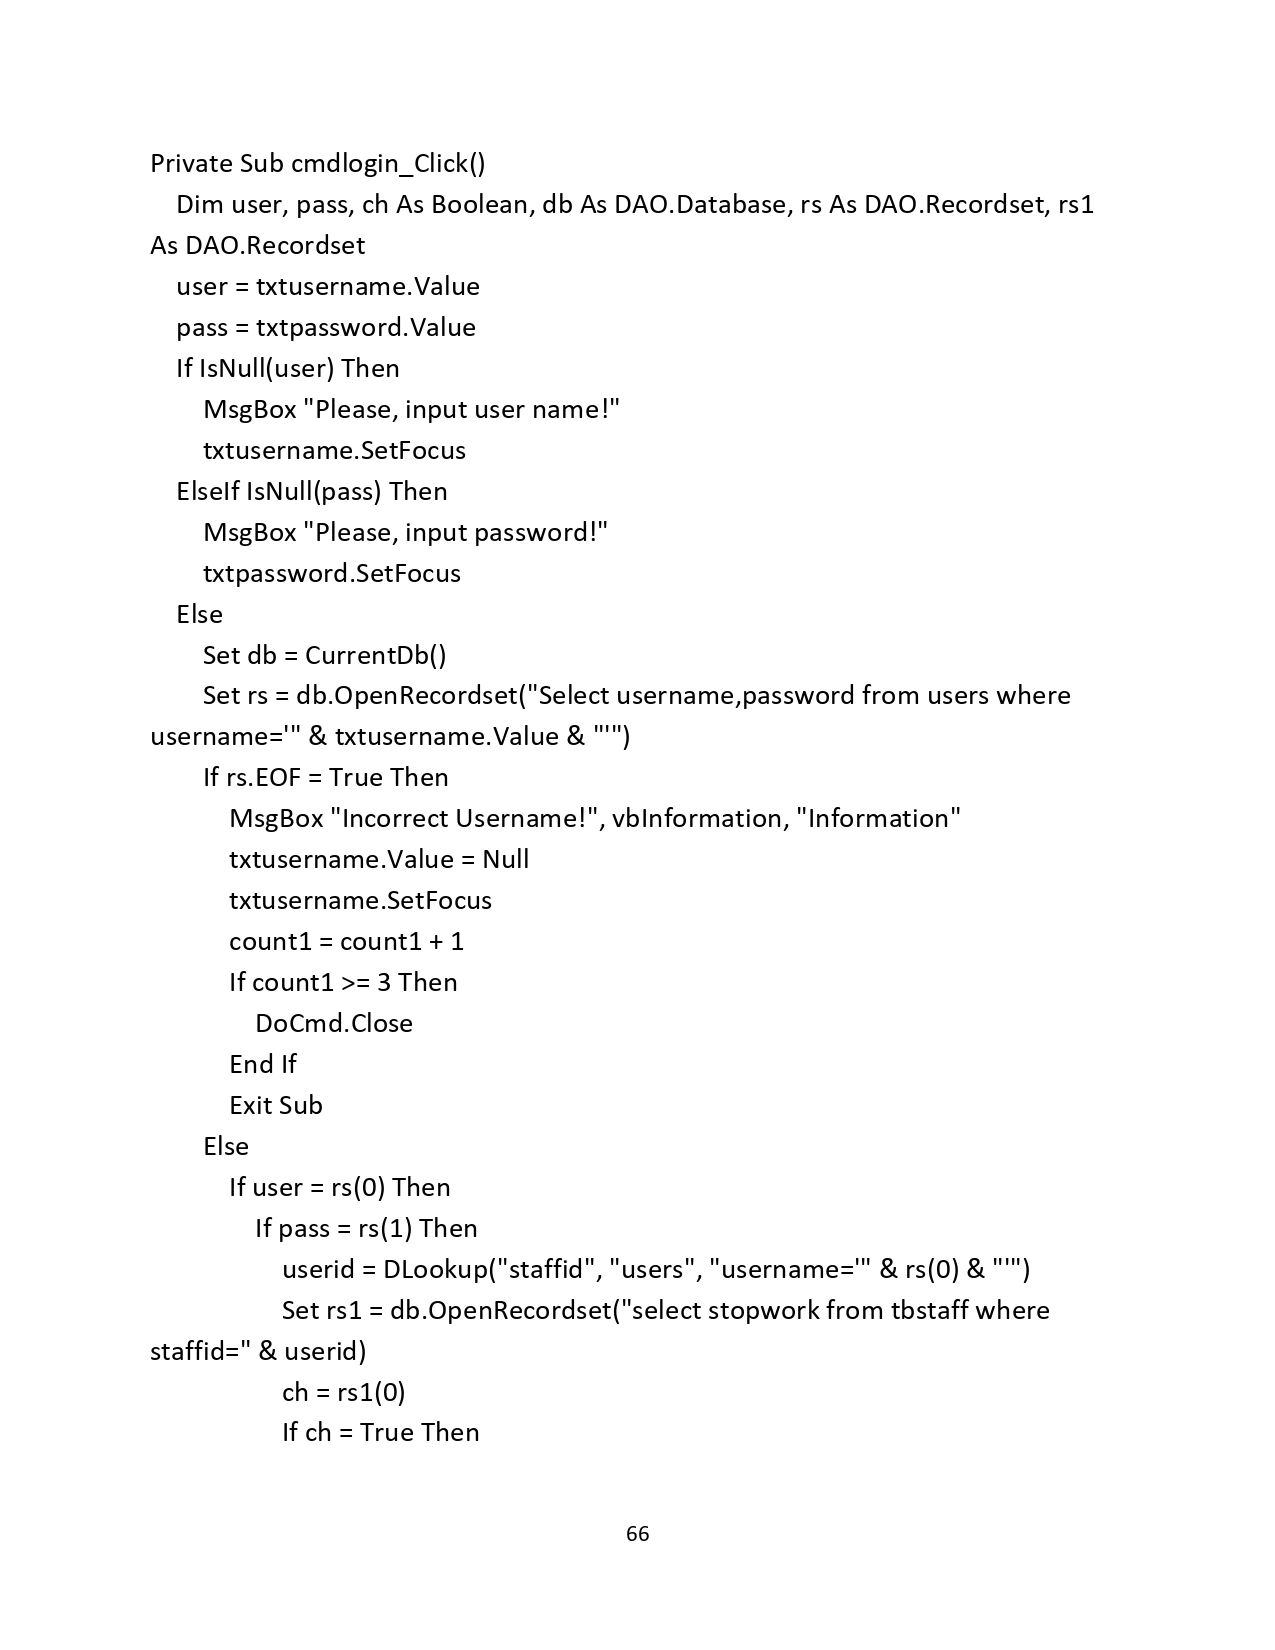 Private Sub cmdlogin_Click()
Dim user, pass, ch As Boolean, db As DAO.Database, rs As DAO.Recordset, rs1
As DAO.Recordset
user = txtusername.Value
pass = txtpassword.Value
If IsNull(user) Then
MsgBox "Please, input user name!"
txtusername.SetFocus
ElseIf IsNull(pass) Then
MsgBox "Please, input password!"
txtpassword.SetFocus
Else
Set db = CurrentDb()
Set rs = db.OpenRecordset("Select username,password from users where
username='" & txtusername.Value & "'")
If rs.EOF = True Then
MsgBox "Incorrect Username!", vbInformation, "Information"
txtusername.Value = Null
txtusername.SetFocus
count1 = count1 + 1
If count1 >= 3 Then
DoCmd.Close
End If
Exit Sub
Else
If user = rs(0) Then
If pass = rs(1) Then
userid = DLookup("staffid", "users", "username='" & rs(0) & "'")
Set rs1 = db.OpenRecordset("select stopwork from tbstaff where
staffid=" & userid)
ch = rs1(0)
If ch = True Then
66